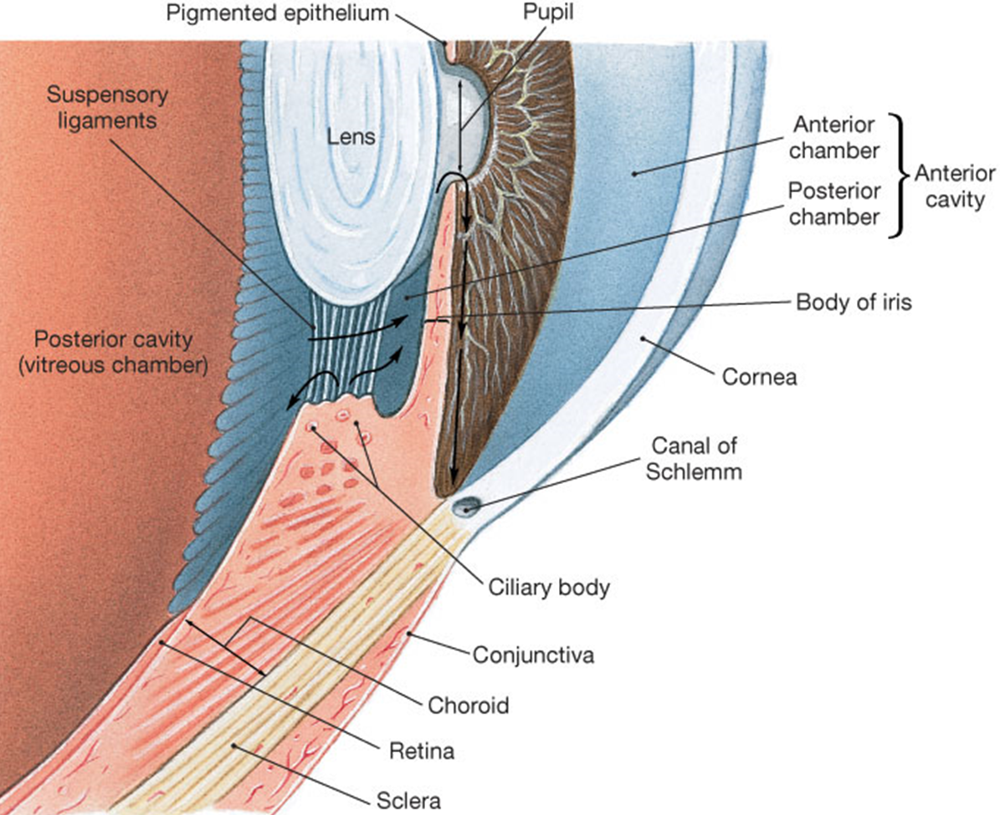 Pigmented epithelium
Pupil
Suspensory
ligaments
Lens
Anterior
chamber
Posterior
chamber
Anterior
cavity
Body of iris
Posterior cavity
(vitreous chamber)
Cornea
Canal of
Schlemm
Ciliary body
Conjunctiva
Choroid
Retina
Sclera